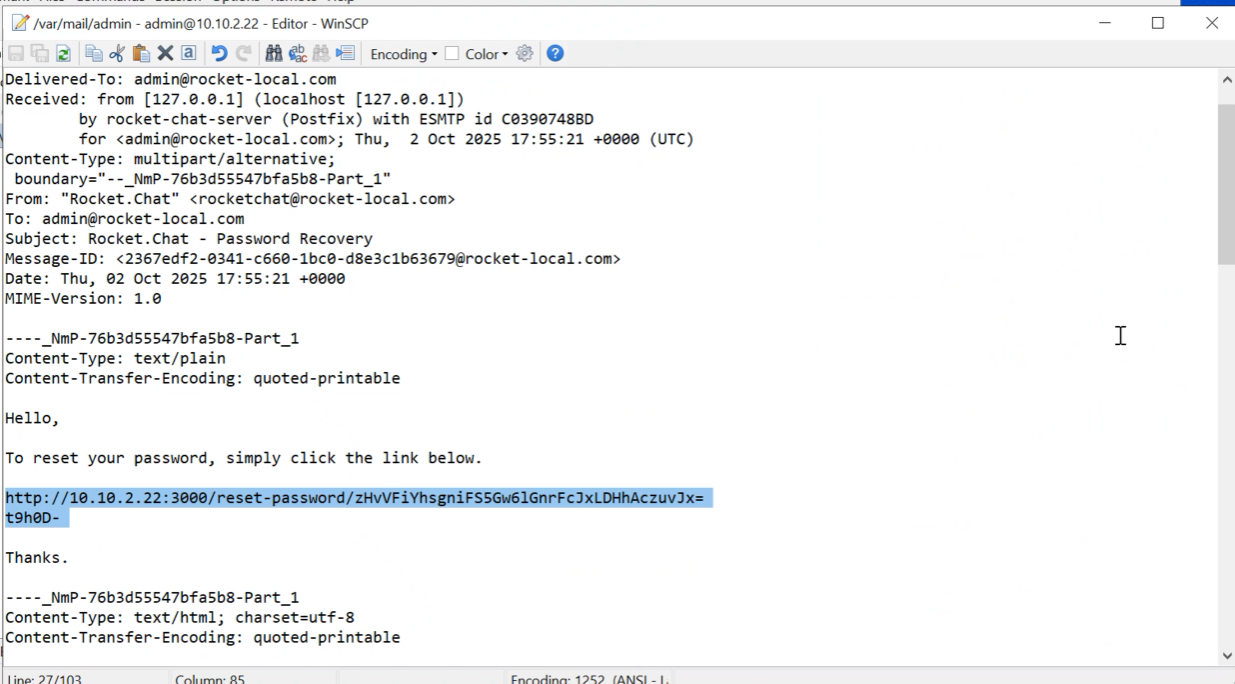 /var/mail/admin - admin@10.10.2.22 - Editor - WinSCP
Encoding Color
Delivered-To: admin@rocket-local.com
Received: from [127.0.0.1] (localhost [127.0.0.1])
by rocket-chat-server (Postfix) with ESMTP id C0390748BD
for <admin@rocket-local.com>; Thu,  2 Oct 2025 17:55:21 +0000 (UTC)
Content-Type: multipart/alternative;
boundary="--_NmP-76b3d55547bfa5b8-Part_1"
From: "Rocket.Chat" <rocketchat@rocket-local.com>
To: admin@rocket-local.com
Subject: Rocket.Chat - Password Recovery
Message-ID: <2367edf2-0341-c660-1bc0-d8e3c1b63679@rocket-local.com>
Date: Thu, 02 Oct 2025 17:55:21 +0000
MIME-Version: 1.0
----_NmP-76b3d55547bfa5b8-Part_1
Content-Type: text/plain
Content-Transfer-Encoding: quoted-printable
Hello,
To reset your password, simply click the link below.
http://10.10.2.22:3000/reset-password/zHvVFiYhsgniFS5Gw6lGnrFcJxLDHhAczuvJx=
t9h0D-
Thanks.
----_NmP-76b3d55547bfa5b8-Part_1
Content-Type: text/html; charset=utf-8
Content-Transfer-Encoding: quoted-printable
Line: 27/103 Column: 85 Encoding: 1252 (ANSI - L